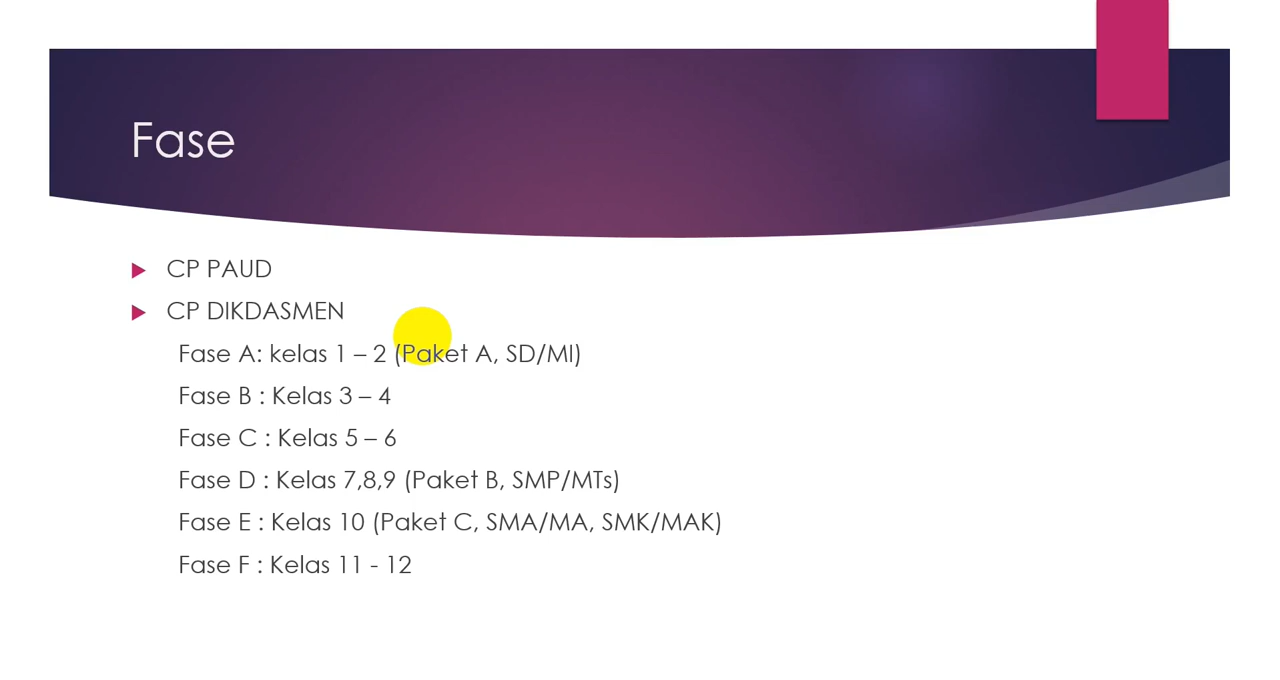 Fase
CP PAUD
CP DIKDASMEN
Fase A: kelas 1 – 2 (Paket A, SD/MI)
Fase B : Kelas 3 – 4
Fase C : Kelas 5 – 6
Fase D : Kelas 7,8,9 (Paket B, SMP/MTs)
Fase E : Kelas 10 (Paket C, SMA/MA, SMK/MAK)
Fase F : Kelas 11 - 12